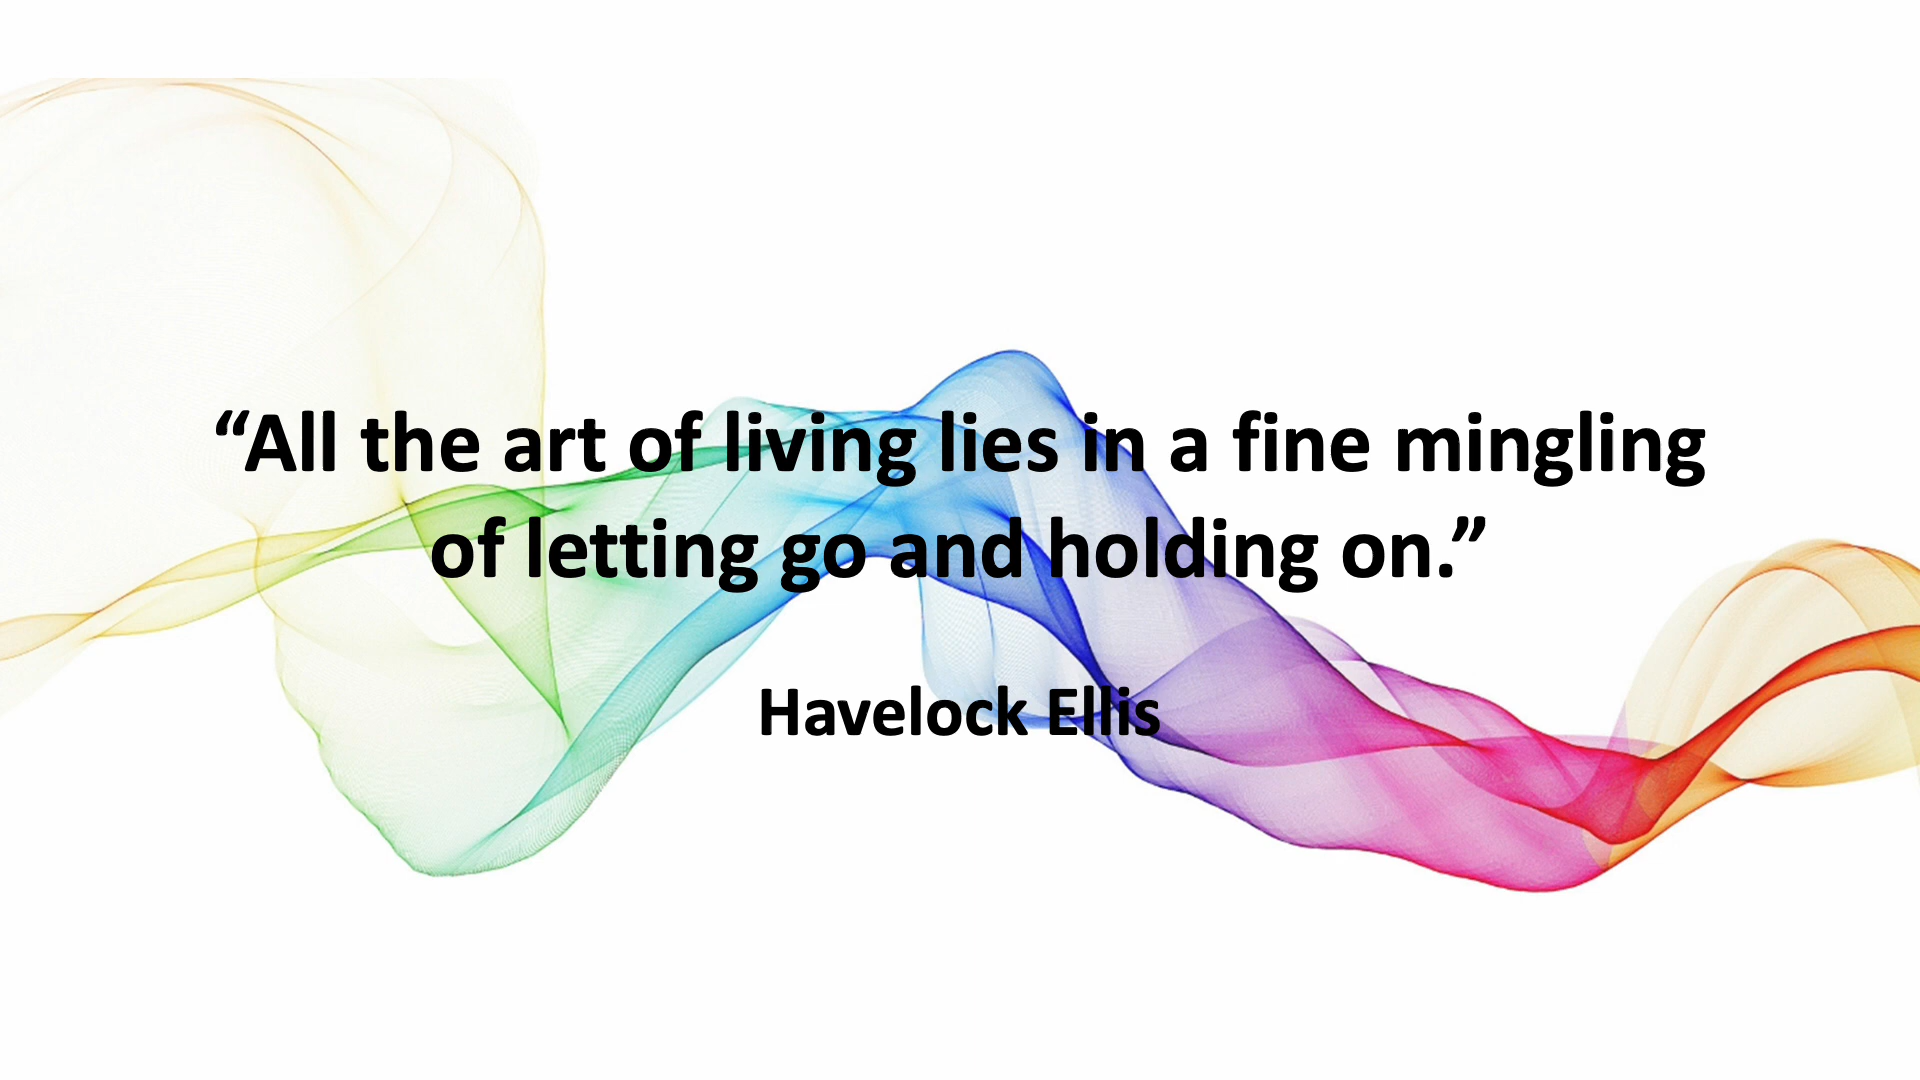 “All the art of living lies in a fine mingling
of letting go and holding on.”
Havelock Ellis